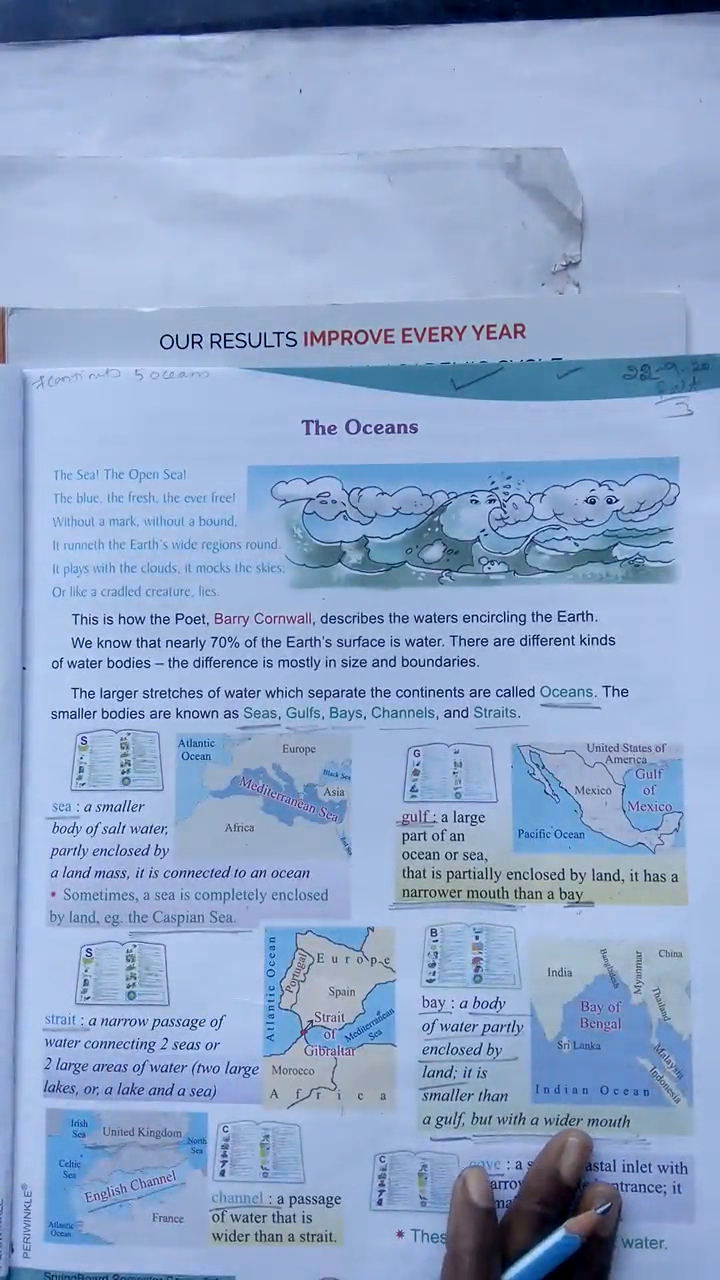 OUR RESULTS IMPROVE EVERY YEAR
5 oceans
The Oceans
The Sea! The Open Sea!
The blue, the fresh, the ever free!
Without a mark, without a bound,
It runneth the Earth's wide regions round
It plays with the clouds, it mocks the skies;
Or like a cradled creature, lies.
This is how the Poet, Barry Cornwall, describes the waters encircling the Earth.
We know that nearly 70% of the Earth's surface is water. There are different kinds
of water bodies – the difference is mostly in size and boundaries.
The larger stretches of water which separate the continents are called Oceans. The
smaller bodies are known as Seas, Gulfs, Bays, Channels, and Straits.
S
Atlantic
Ocean
Europe
Black Sea
Mediterranean Sea
Asia
Africa
sea : a smaller
body of salt water,
partly enclosed by
a land mass, it is connected to an ocean
* Sometimes, a sea is completely enclosed
by land, eg. the Caspian Sea.
G
United States of
America
Gulf
of
Mexico
Mexico
Pacific Ocean
gulf : a large
part of an
ocean or sea,
that is partially enclosed by land, it has a
narrower mouth than a bay
S
Atlantic Ocean
Portugal
Europe
Spain
Strait
of
Gibraltar
Mediterranean
Sea
Morocco
Africa
strait : a narrow passage of
water connecting 2 seas or
2 large areas of water (two large
lakes, or, a lake and a sea)
B
India
Bangladesh
Myanmar
China
Thailand
Bay of
Bengal
Sri Lanka
Malaysia
Indonesia
Indian Ocean
bay : a body
of water partly
enclosed by
land; it is
smaller than
a gulf, but with a wider mouth
Irish
Sea
United Kingdom
North
Sea
Celtic
Sea
English Channel
France
Atlantic
Ocean
C
channel : a passage
of water that is
wider than a strait.
C
cove : a
astal inlet with
trance; it
* Thes
water.
PERIWINKLE®